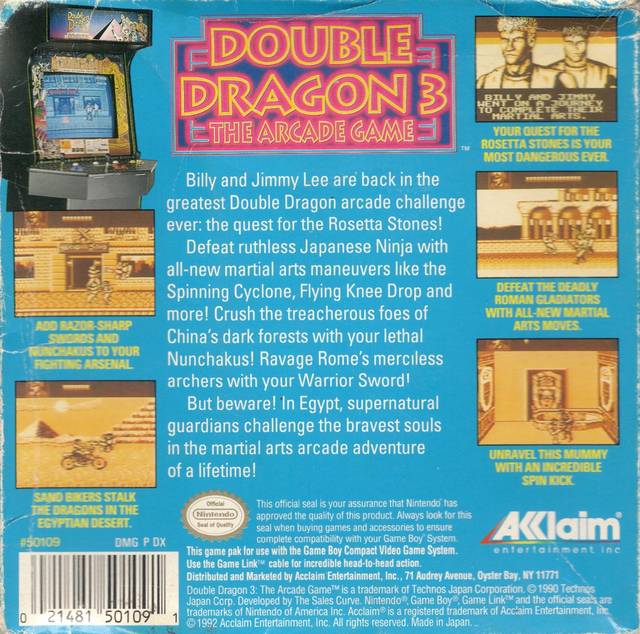 DOUBLE
DRAGON 3
THE ARCADE GAME™
Billy and Jimmy Lee are back in the
greatest Double Dragon arcade challenge
ever: the quest for the Rosetta Stones!
Defeat ruthless Japanese Ninja with
all-new martial arts maneuvers like the
Spinning Cyclone, Flying Knee Drop and
more! Crush the treacherous foes of
China's dark forests with your lethal
Nunchakus! Ravage Rome's merciless
archers with your Warrior Sword!
But beware! In Egypt, supernatural
guardians challenge the bravest souls
in the martial arts arcade adventure
of a lifetime!
ADD RAZOR-SHARP
SWORDS AND
NUNCHAKUS TO YOUR
FIGHTING ARSENAL.
SAND BIKERS STALK
THE DRAGONS IN THE
EGYPTIAN DESERT.
BILLY AND JIMMY
WENT ON A JOURNEY
TO COMPLETE THEIR
MARTIAL ARTS.
YOUR QUEST FOR THE
ROSETTA STONES IS YOUR
MOST DANGEROUS EVER.
DEFEAT THE DEADLY
ROMAN GLADIATORS
WITH ALL-NEW MARTIAL
ARTS MOVES.
UNRAVEL THIS MUMMY
WITH AN INCREDIBLE
SPIN KICK.
#50109 DMG P DX
0 21481 50109 1
Official
Nintendo
Seal of Quality
This official seal is your assurance that Nintendo has
approved the quality of this product. Always look for this
seal when buying games and accessories to ensure
complete compatibility with your Game Boy System.
AKKlaim®
entertainment, inc.
This game pak for use with the Game Boy Compact Video Game System.
Use the Game Link™ cable for incredible head-to-head action.
Distributed and Marketed by Acclaim Entertainment, Inc., 71 Audrey Avenue, Oyster Bay, NY 11771
Double Dragon 3: The Arcade Game™ is a trademark of Technos Japan Corporation. © 1990 Technos
Japan Corp. Developed by The Sales Curve. Nintendo®, Game Boy®, Game Link™ and the official seals are
trademarks of Nintendo of America Inc. Acclaim® is a registered trademark of Acclaim Entertainment, Inc.
© 1992 Acclaim Entertainment, Inc. All rights reserved. Made in Japan.